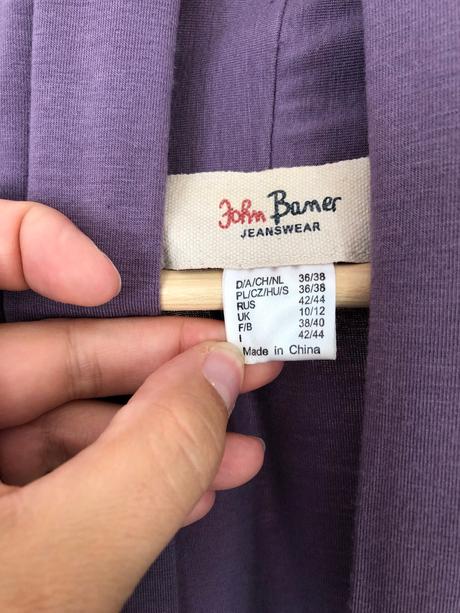 John Baner
JEANSWEAR
D/A/CH/NL 36/38
PL/CZ/HU/S 36/38
RUS 42/44
UK 10/12
F/B 38/40
I 42/44
Made in China